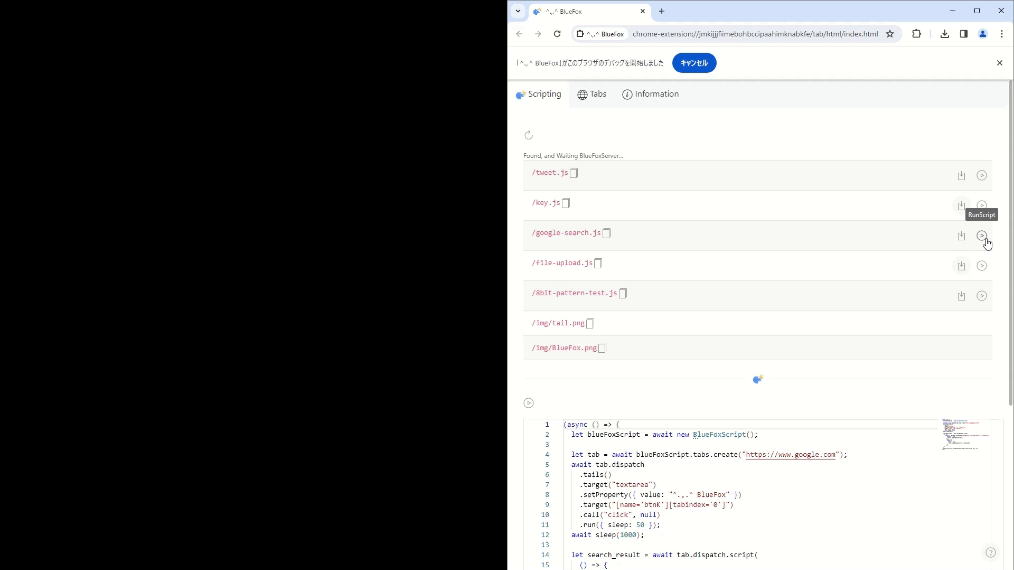 ^.,.^ BlueFox
^.,.^ BlueFox chrome-extension://jmkijjjfiimebohbccipaahimknabkfe/tab/html/index.html
「^.,.^ BlueFox」がこのブラウザのデバッグを開始しました キャンセル
Scripting Tabs Information
Found, and Waiting BlueFoxServer...
/tweet.js
/key.js
RunScript
/google-search.js
/file-upload.js
/8bit-pattern-test.js
/img/tail.png
/img/BlueFox.png
1 (async () => {
2 let blueFoxScript = await new BlueFoxScript();
3
4 let tab = await blueFoxScript.tabs.create("https://www.google.com");
5 await tab.dispatch
6 .tails()
7 .target("textarea")
8 .setProperty({ value: "^.,.^ BlueFox" })
9 .target("[name='btnK'][tabindex='0']")
10 .call("click", null)
11 .run({ sleep: 50 });
12 await sleep(1000);
13
14 let search_result = await tab.dispatch.script(
15 () => {